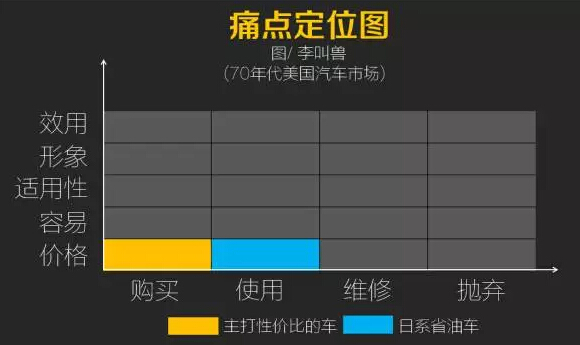 痛点定位图
图/ 李叫兽
（70年代美国汽车市场）
效用
形象
适用性
容易
价格
购买 使用 维修 抛弃
主打性价比的车 日系省油车